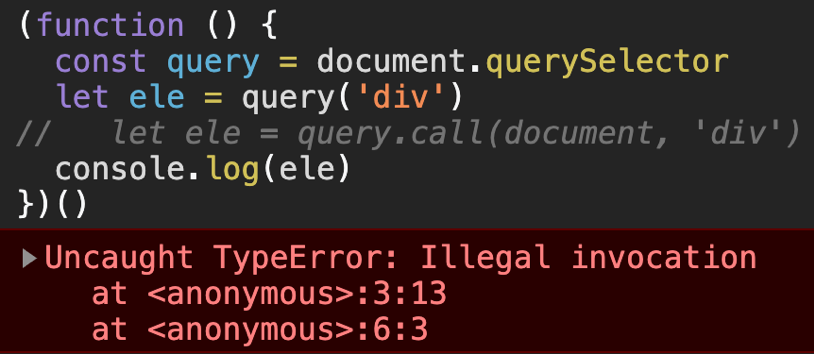 (function () {
  const query = document.querySelector
  let ele = query('div')
//   let ele = query.call(document, 'div')
  console.log(ele)
})()
▶Uncaught TypeError: Illegal invocation
    at <anonymous>:3:13
    at <anonymous>:6:3